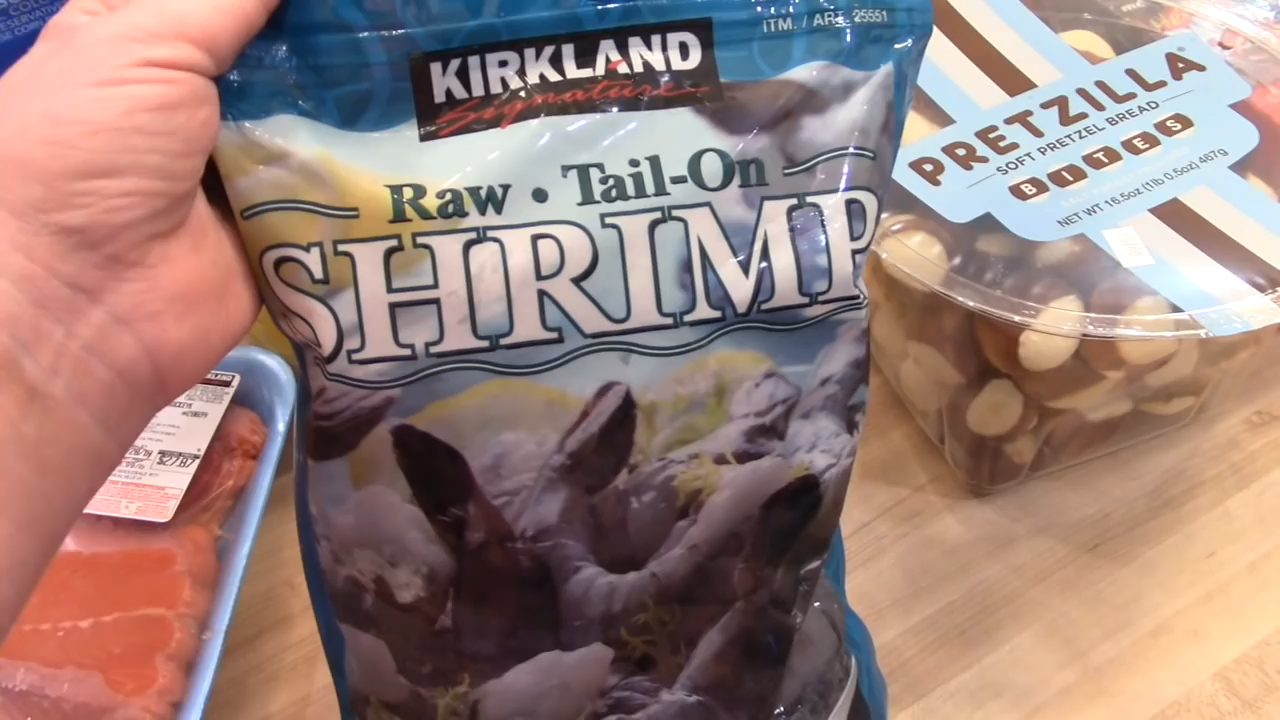 ITM. / ART. 25551
KIRKLAND
Signature
Raw • Tail-On
SHRIMP
PRETZILLA®
SOFT PRETZEL BREAD
BITES
NET WT 16.5oz (1lb 0.5oz) 467g